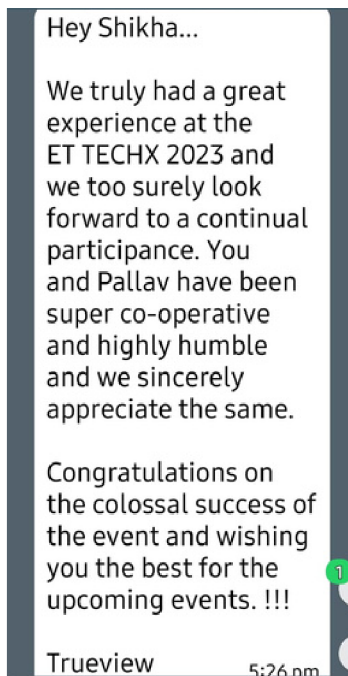 Hey Shikha...
We truly had a great
experience at the
ET TECHX 2023 and
we too surely look
forward to a continual
participance. You
and Pallav have been
super co-operative
and highly humble
and we sincerely
appreciate the same.
Congratulations on
the colossal success of
the event and wishing
you the best for the
upcoming events. !!!
Trueview
5:26 pm
1